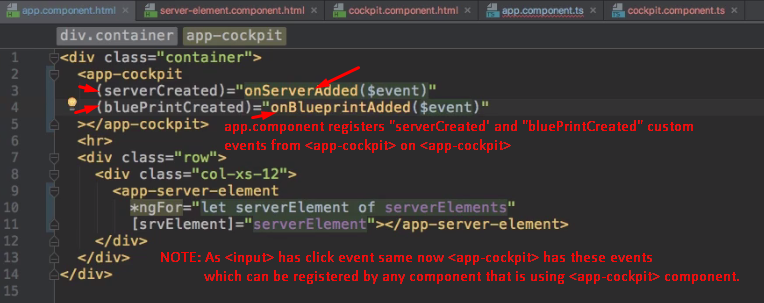 app.component.html × server-element.component.html × cockpit.component.html × app.component.ts × cockpit.component.ts ×
div.container app-cockpit
1 <div class="container">
2 <app-cockpit
3 (serverCreated)="onServerAdded($event)"
4 (bluePrintCreated)="onBlueprintAdded($event)"
5 ></app-cockpit>
app.component registers "serverCreated' and "bluePrintCreated" custom
events from <app-cockpit> on <app-cockpit>
6 <hr>
7 <div class="row">
8 <div class="col-xs-12">
9 <app-server-element
10 *ngFor="let serverElement of serverElements"
11 [srvElement]="serverElement"></app-server-element>
12 </div>
13 </div>
14 </div>
NOTE: As <input> has click event same now <app-cockpit> has these events
which can be registered by any component that is using <app-cockpit> component.